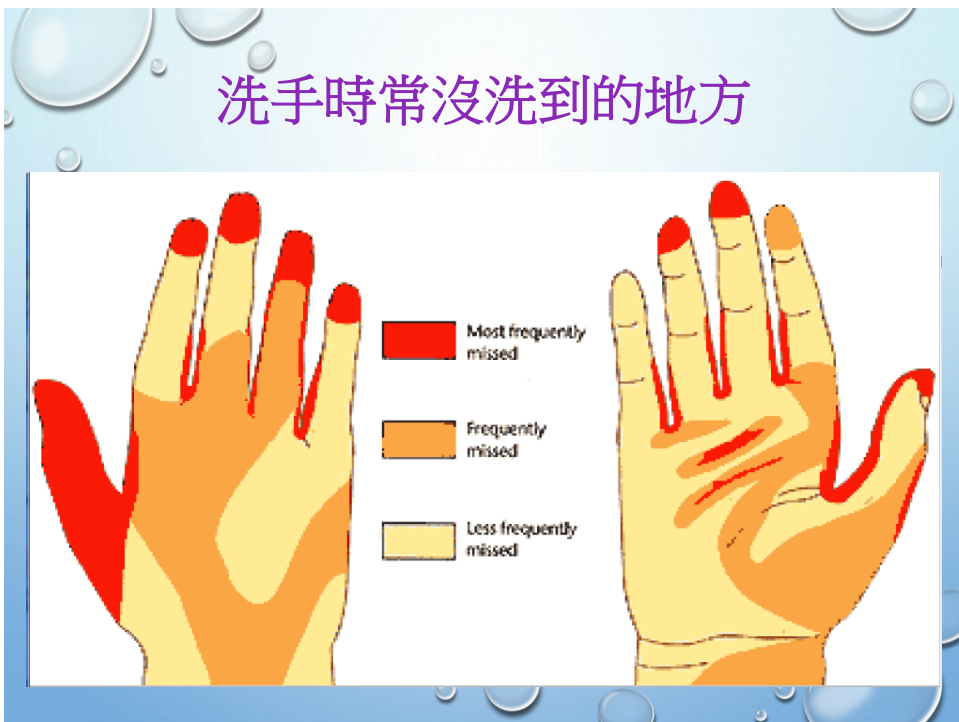 洗手時常沒洗到的地方
Most frequently
missed
Frequently
missed
Less frequently
missed